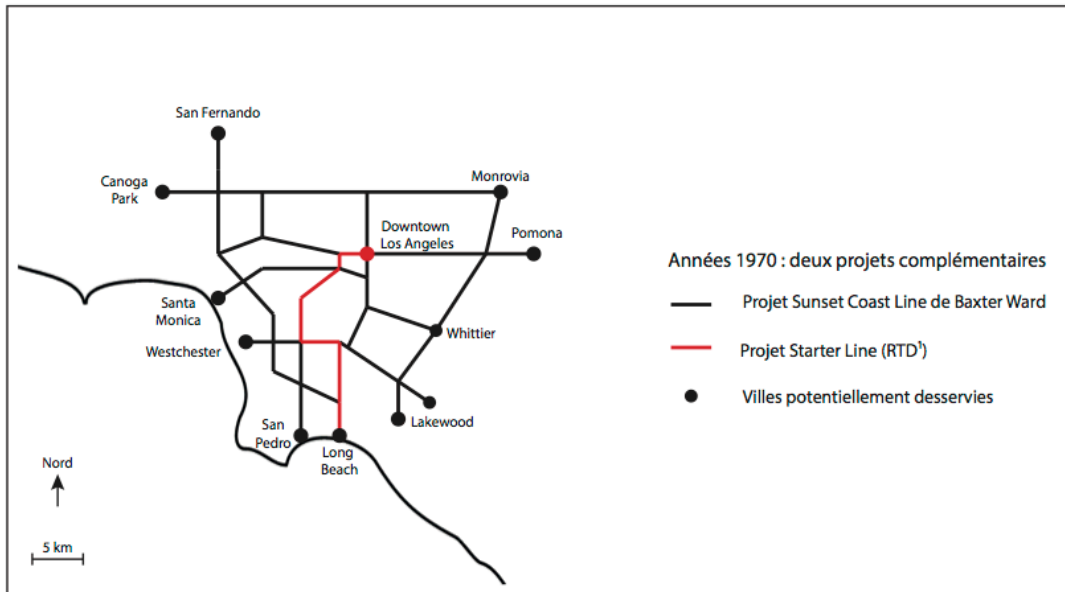 San Fernando
Canoga
Park
Monrovia
Downtown
Los Angeles
Pomona
Santa
Monica
Westchester
Whittier
Lakewood
San
Pedro
Long
Beach
Nord
5 km
Années 1970 : deux projets complémentaires
Projet Sunset Coast Line de Baxter Ward
Projet Starter Line (RTD¹)
Villes potentiellement desservies